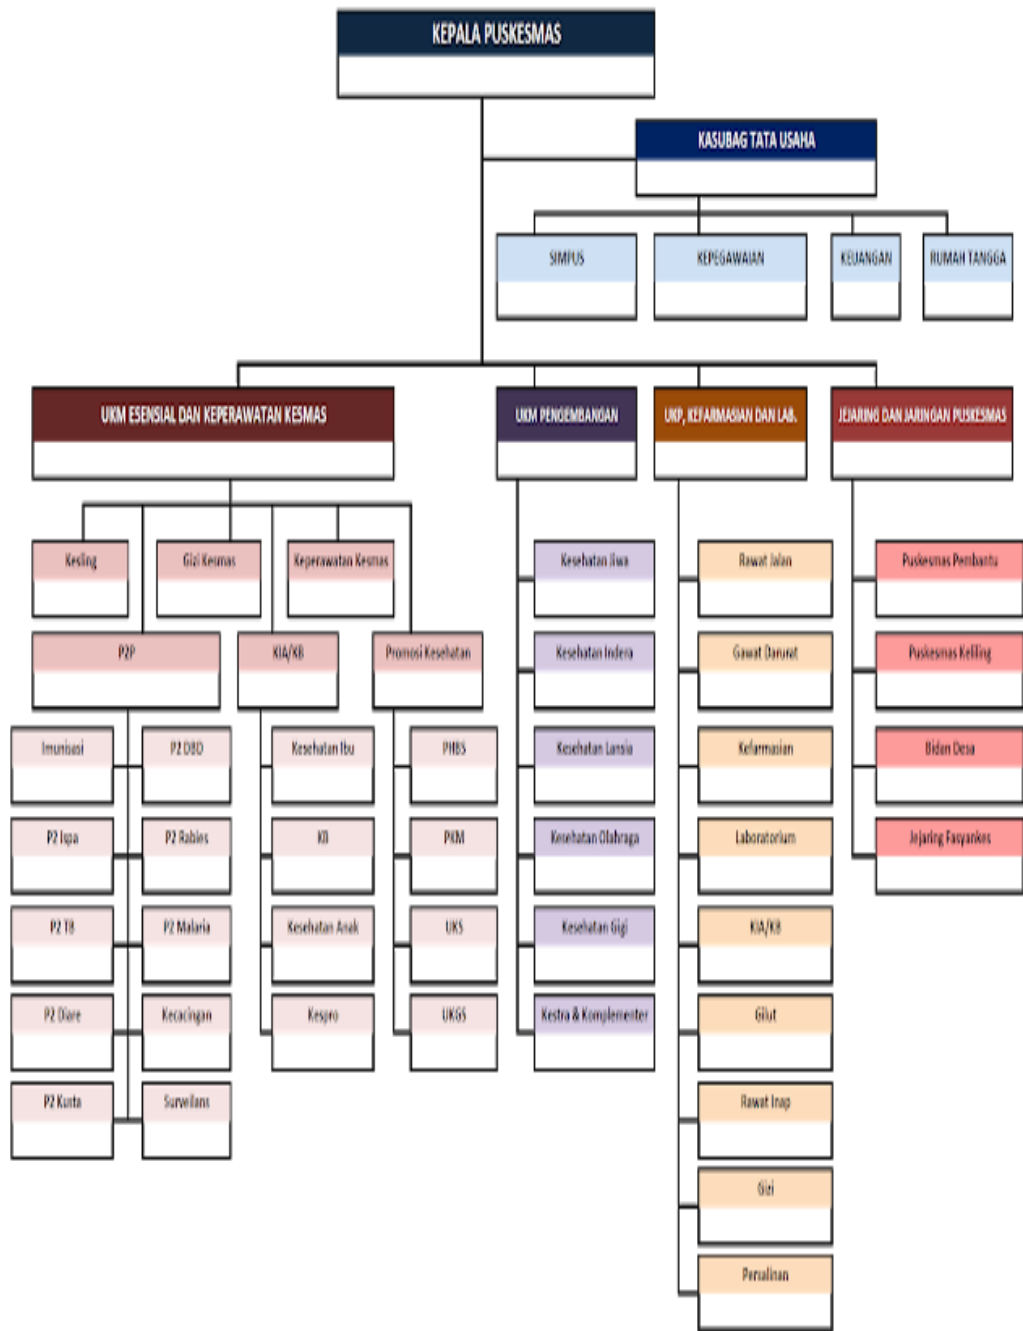 KEPALA PUSKESMAS
KASUBAG TATA USAHA
SIMPUS
KEPEGAWAIAN
KEUANGAN
RUMAH TANGGA
UKM ESENSIAL DAN KEPERAWATAN KESMAS
UKM PENGEMBANGAN
UKP, KEFARMASIAN DAN LAB.
JEJARING DAN JARINGAN PUSKESMAS
Kesling
Gizi Kesmas
Keperawatan Kesmas
P2P
KIA/KB
Promosi Kesehatan
Imunisasi
P2 DBD
P2 Ispa
P2 Rabies
P2 TB
P2 Malaria
P2 Diare
Kecacingan
P2 Kusta
Surveilans
Kesehatan Ibu
KB
Kesehatan Anak
Kespro
PHBS
PKM
UKS
UKGS
Kesehatan Jiwa
Kesehatan Indera
Kesehatan Lansia
Kesehatan Olahraga
Kesehatan Gigi
Kestra & Komplementer
Rawat Jalan
Gawat Darurat
Kefarmasian
Laboratorium
KIA/KB
Gilut
Rawat Inap
Gizi
Persalinan
Puskesmas Pembantu
Puskesmas Keliling
Bidan Desa
Jejaring Fasyankes